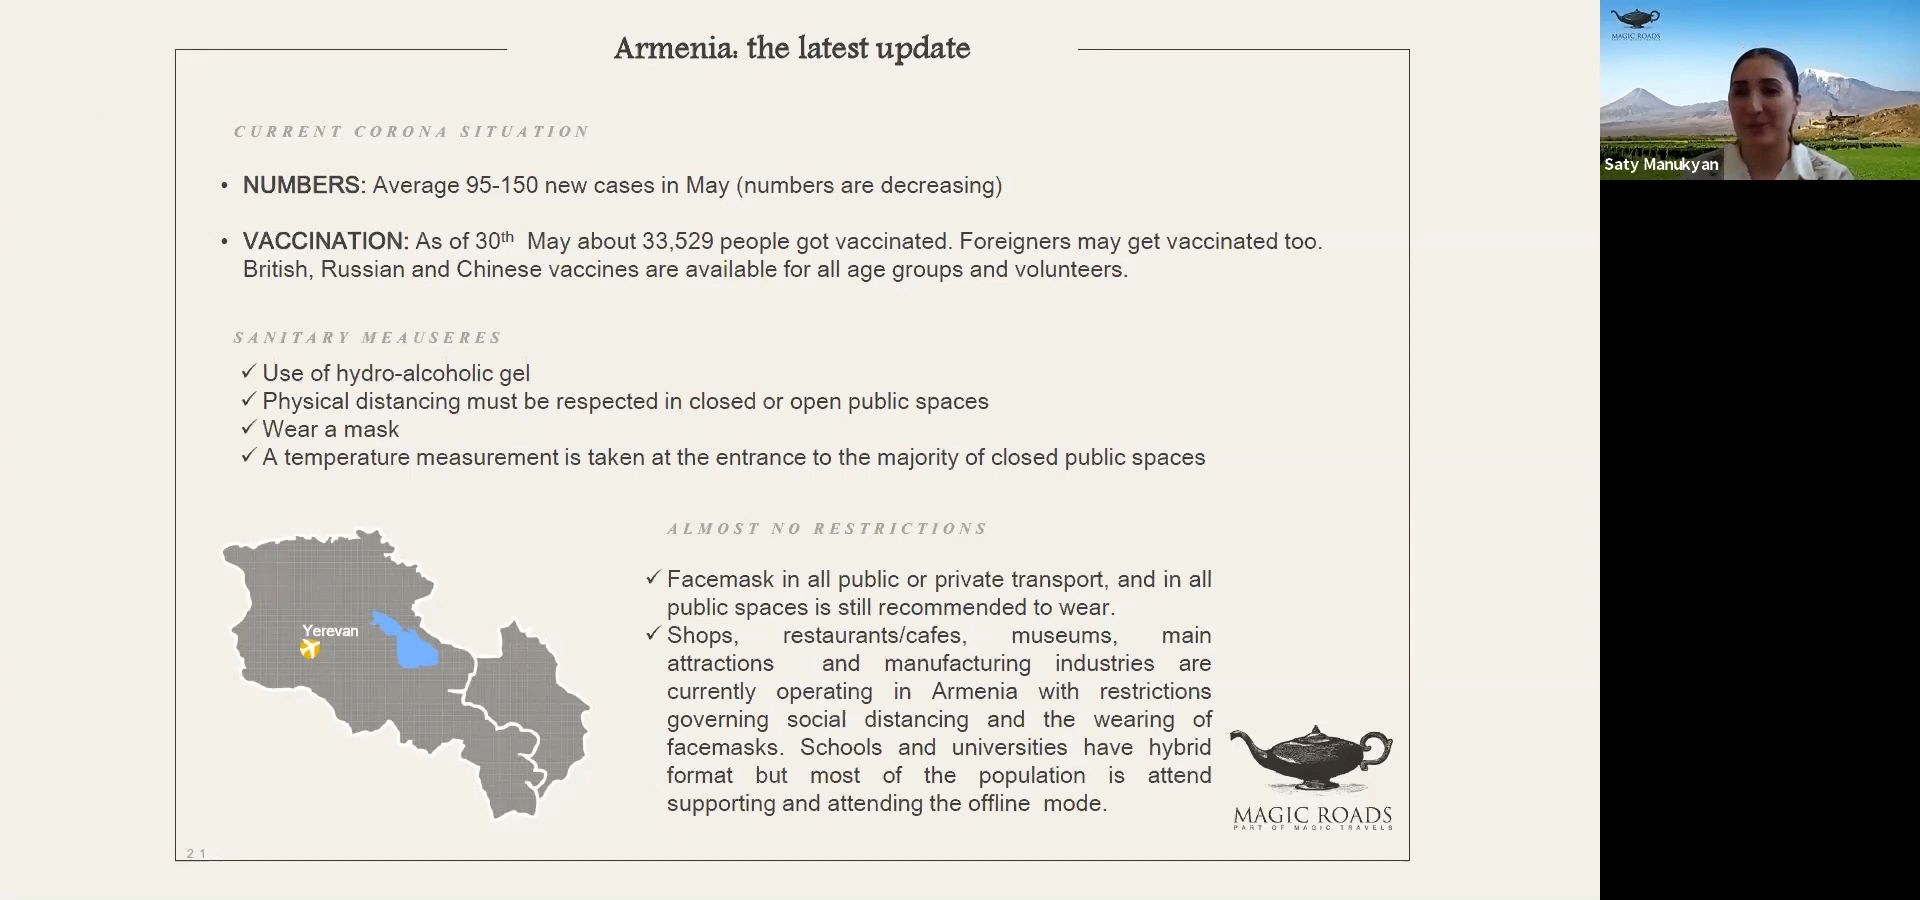 Armenia: the latest update
CURRENT CORONA SITUATION
• NUMBERS: Average 95-150 new cases in May (numbers are decreasing)
• VACCINATION: As of 30th May about 33,529 people got vaccinated. Foreigners may get vaccinated too.
British, Russian and Chinese vaccines are available for all age groups and volunteers.
SANITARY MEAUSERES
✓ Use of hydro-alcoholic gel
✓ Physical distancing must be respected in closed or open public spaces
✓ Wear a mask
✓ A temperature measurement is taken at the entrance to the majority of closed public spaces
Yerevan
ALMOST NO RESTRICTIONS
✓ Facemask in all public or private transport, and in all
public spaces is still recommended to wear.
✓ Shops, restaurants/cafes, museums, main
attractions and manufacturing industries are
currently operating in Armenia with restrictions
governing social distancing and the wearing of
facemasks. Schools and universities have hybrid
format but most of the population is attend
supporting and attending the offline mode.
MAGIC ROADS
PART OF MAGIC TRAVELS
21
MAGIC ROADS
PART OF MAGIC TRAVELS
Saty Manukyan